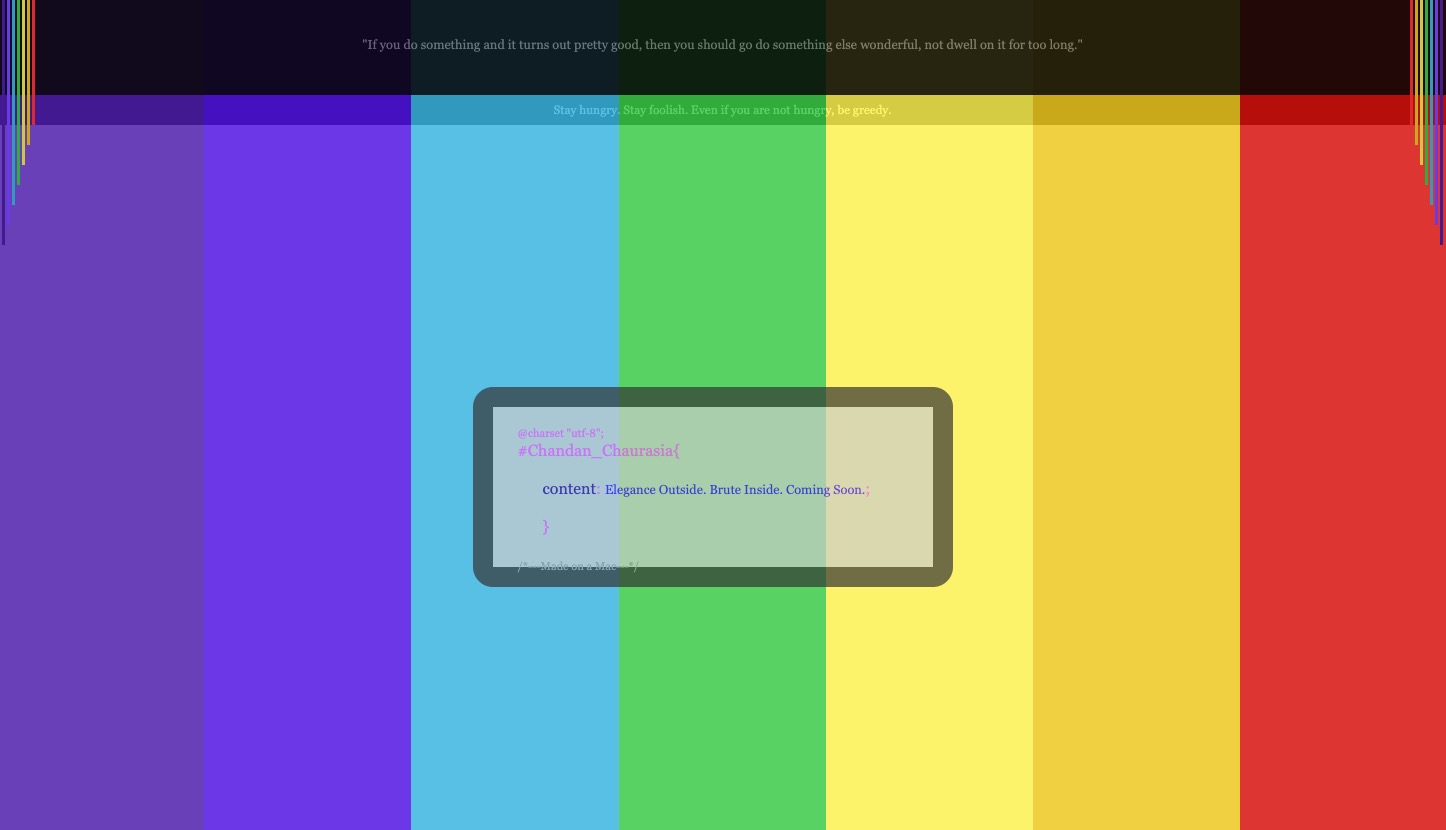 "If you do something and it turns out pretty good, then you should go do something else wonderful, not dwell on it for too long."
Stay hungry. Stay foolish. Even if you are not hungry, be greedy.
@charset "utf-8";
#Chandan_Chaurasia{
content: Elegance Outside. Brute Inside. Coming Soon.;
}
/*---Made on a Mac---*/